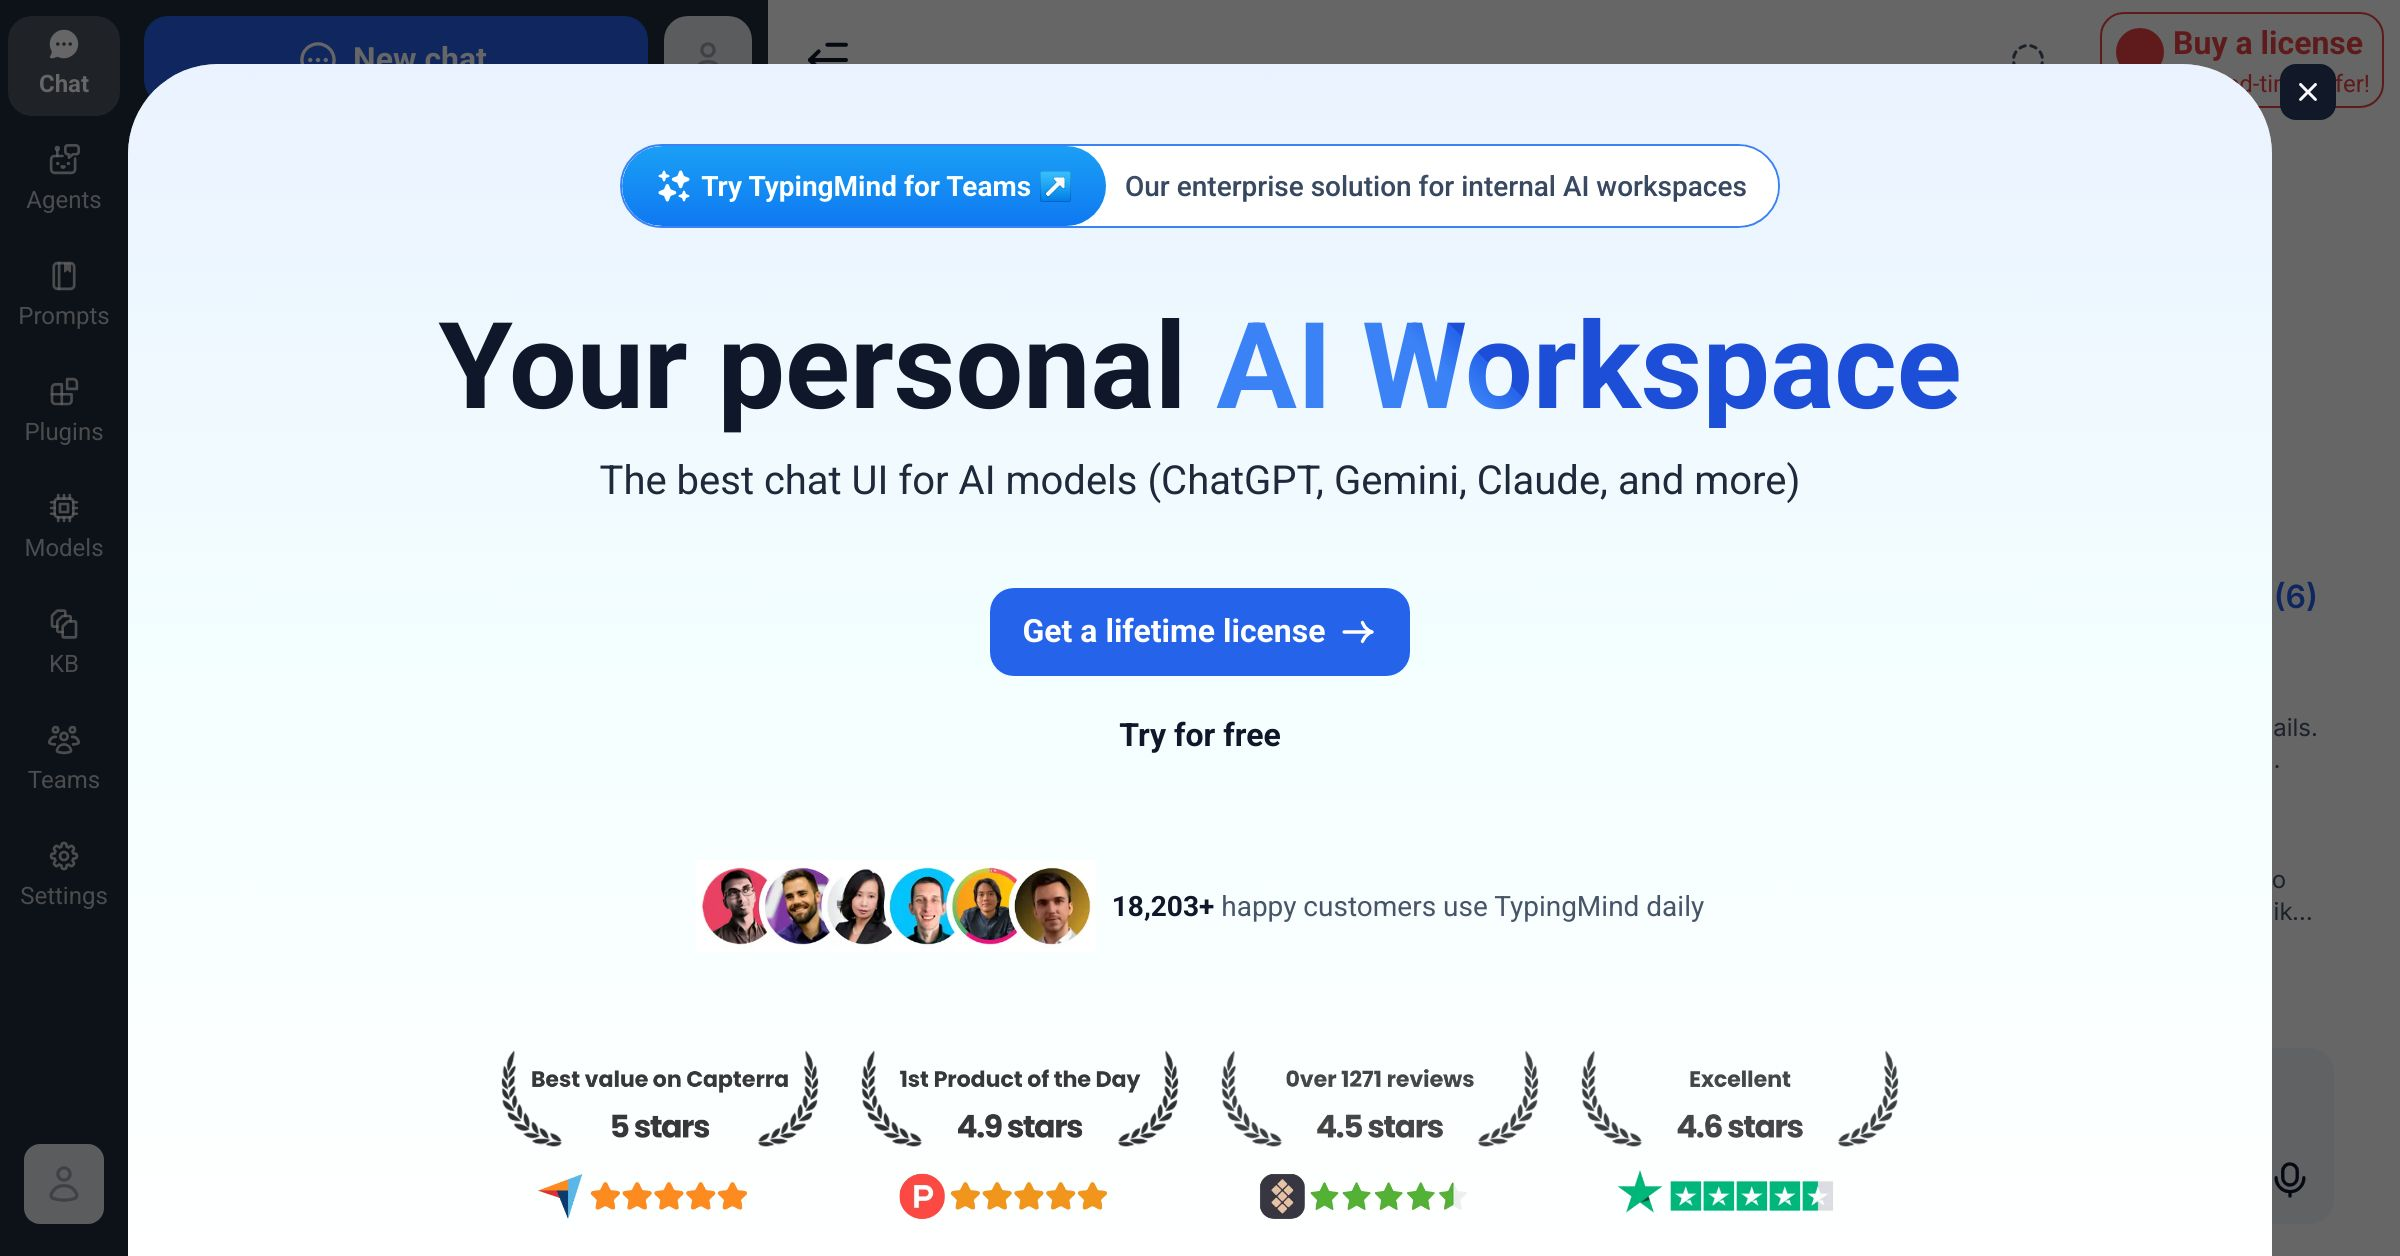 Chat
New chat
Buy a license
Agents
Try TypingMind for Teams
Our enterprise solution for internal AI workspaces
Prompts
Your personal AI Workspace
Plugins
The best chat UI for AI models (ChatGPT, Gemini, Claude, and more)
Models
(6)
Get a lifetime license
KB
Try for free
Teams
ails.
Settings
18,203+ happy customers use TypingMind daily
ik...
Best value on Capterra
5 stars
1st Product of the Day
4.9 stars
Over 1271 reviews
4.5 stars
Excellent
4.6 stars
P